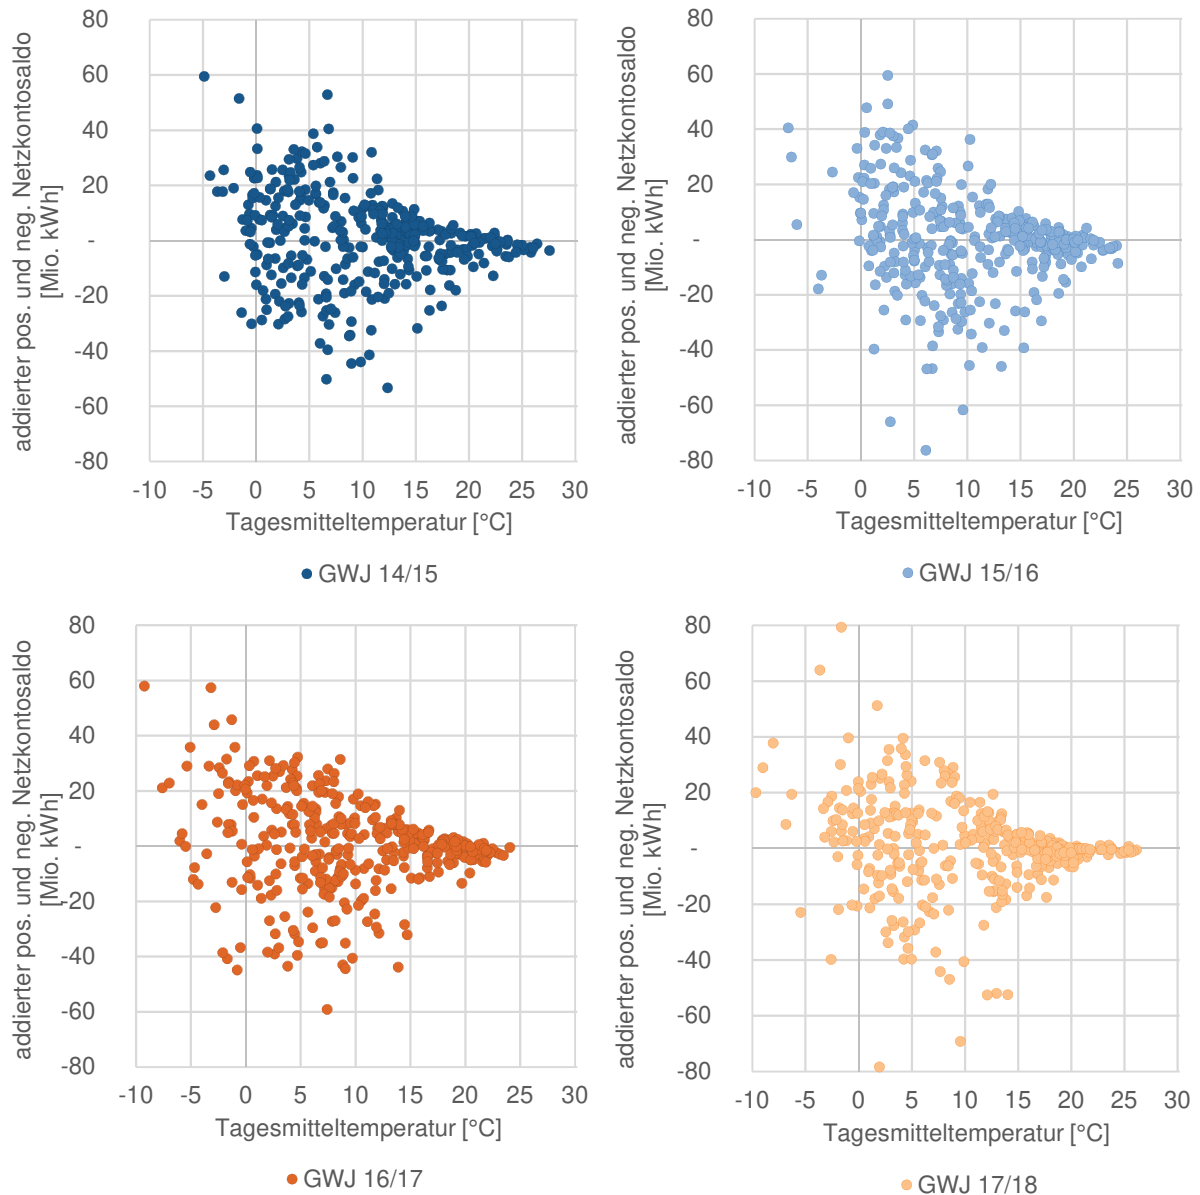 addierter pos. und neg. Netzkontosaldo
[Mio. kWh]
80
60
40
20
-
-20
-40
-60
-80
-10 -5 0 5 10 15 20 25 30
Tagesmitteltemperatur [°C]
GWJ 14/15
addierter pos. und neg. Netzkontosaldo
[Mio. kWh]
80
60
40
20
-
-20
-40
-60
-80
-10 -5 0 5 10 15 20 25 30
Tagesmitteltemperatur [°C]
GWJ 15/16
addierter pos. und neg. Netzkontosaldo
[Mio. kWh]
80
60
40
20
-
-20
-40
-60
-80
-10 -5 0 5 10 15 20 25 30
Tagesmitteltemperatur [°C]
GWJ 16/17
addierter pos. und neg. Netzkontosaldo
[Mio. kWh]
80
60
40
20
-
-20
-40
-60
-80
-10 -5 0 5 10 15 20 25 30
Tagesmitteltemperatur [°C]
GWJ 17/18